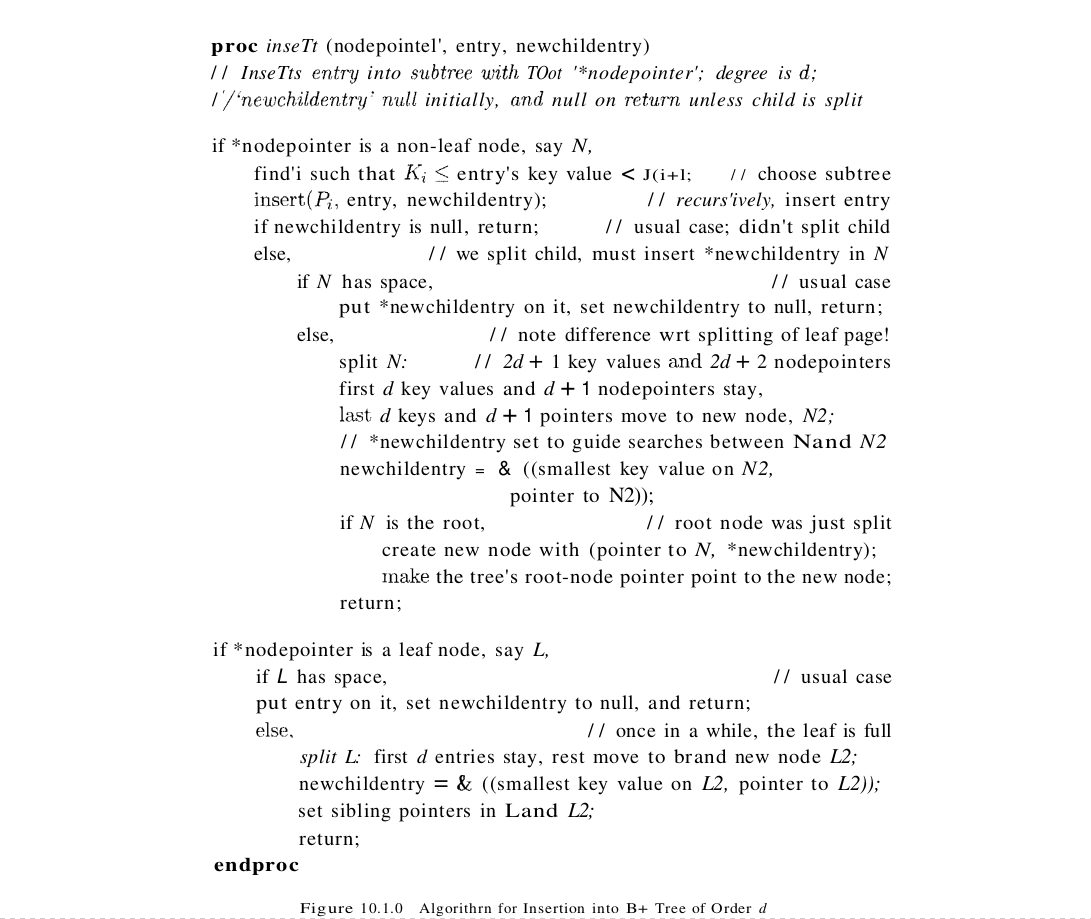 proc inseTt (nodepointel', entry, newchildentry)
// InseTts entry into subtree with TOot '*nodepointer'; degree is d;
/'/'newchildentry' null initially, and null on return unless child is split
if *nodepointer is a non-leaf node, say N,
find'i such that Ki ≤ entry's key value < J(i+l; // choose subtree
insert(Pi, entry, newchildentry); // recurs'ively, insert entry
if newchildentry is null, return; // usual case; didn't split child
else, // we split child, must insert *newchildentry in N
if N has space, // usual case
put *newchildentry on it, set newchildentry to null, return;
else, // note difference wrt splitting of leaf page!
split N: // 2d + 1 key values and 2d + 2 nodepointers
first d key values and d + 1 nodepointers stay,
last d keys and d + 1 pointers move to new node, N2;
// *newchildentry set to guide searches between Nand N2
newchildentry = & ((smallest key value on N2,
pointer to N2));
if N is the root, // root node was just split
create new node with (pointer to N, *newchildentry);
make the tree's root-node pointer point to the new node;
return;
if *nodepointer is a leaf node, say L,
if L has space, // usual case
put entry on it, set newchildentry to null, and return;
else, // once in a while, the leaf is full
split L: first d entries stay, rest move to brand new node L2;
newchildentry = & ((smallest key value on L2, pointer to L2));
set sibling pointers in Land L2;
return;
endproc
Figure 10.1.0 Algorithrn for Insertion into B+ Tree of Order d